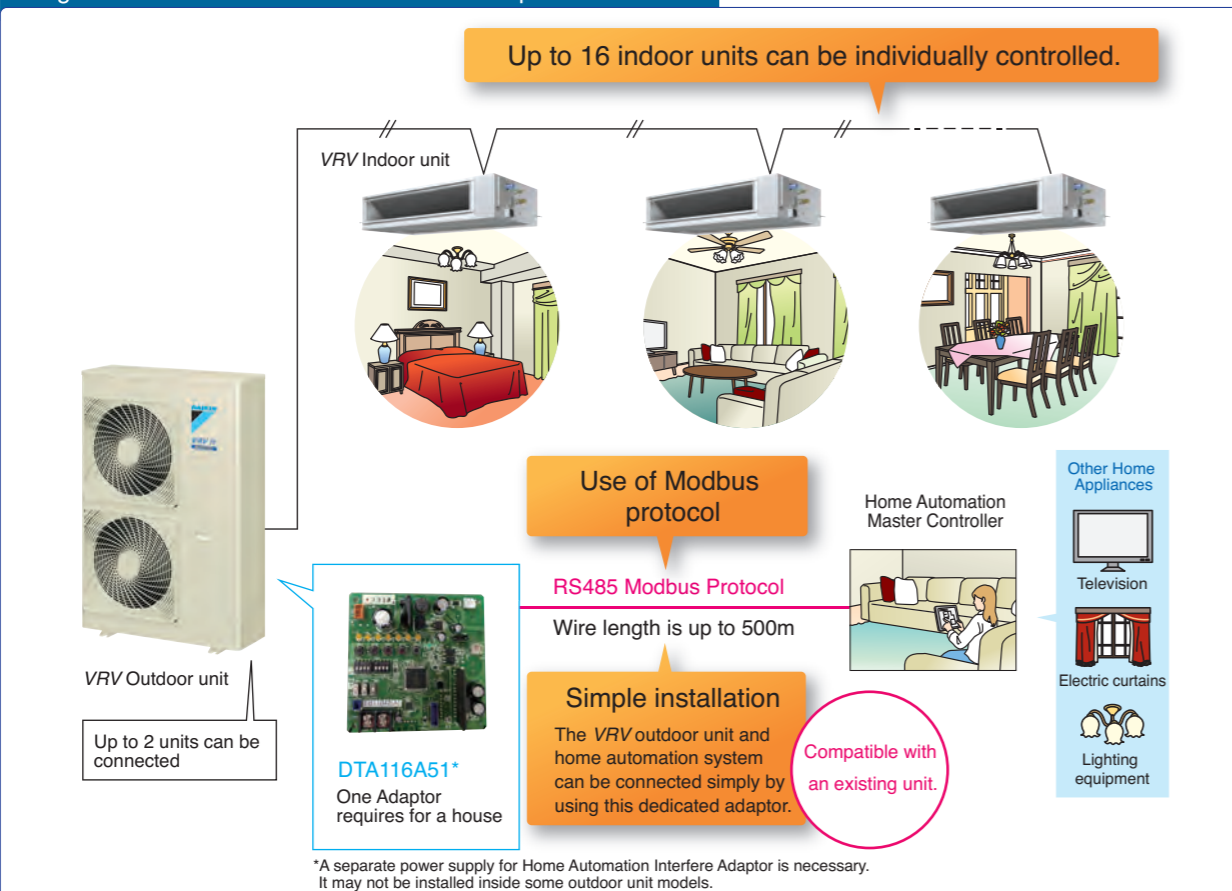 Up to 16 indoor units can be individually controlled.
VRV Indoor unit
DAIKIN
VRV Outdoor unit
Up to 2 units can be
connected
DTA116A51*
One Adaptor
requires for a house
Use of Modbus
protocol
RS485 Modbus Protocol
Wire length is up to 500m
Simple installation
The VRV outdoor unit and
home automation system
can be connected simply by
using this dedicated adaptor.
Compatible with
an existing unit.
Home Automation
Master Controller
Other Home
Appliances
Television
Electric curtains
Lighting
equipment
*A separate power supply for Home Automation Interfere Adaptor is necessary.
It may not be installed inside some outdoor unit models.